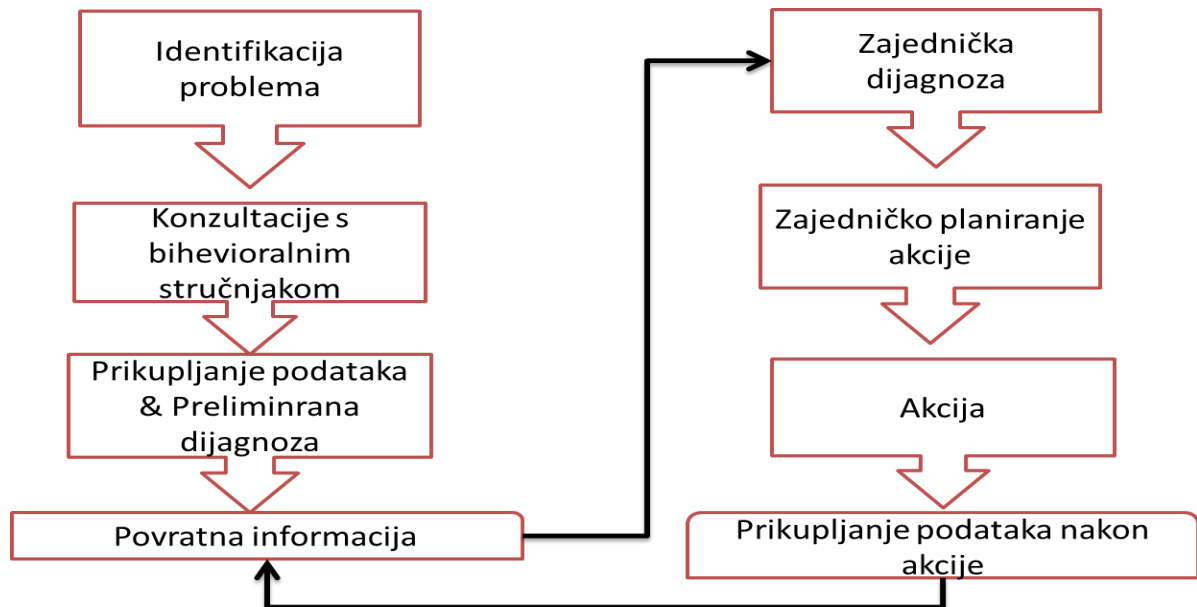 Identifikacija
problema
Konzultacije s
bihevioralnim
stručnjakom
Prikupljanje podataka
& Preliminrana
dijagnoza
Povratna informacija
Zajednička
dijagnoza
Zajedničko planiranje
akcije
Akcija
Prikupljanje podataka nakon
akcije